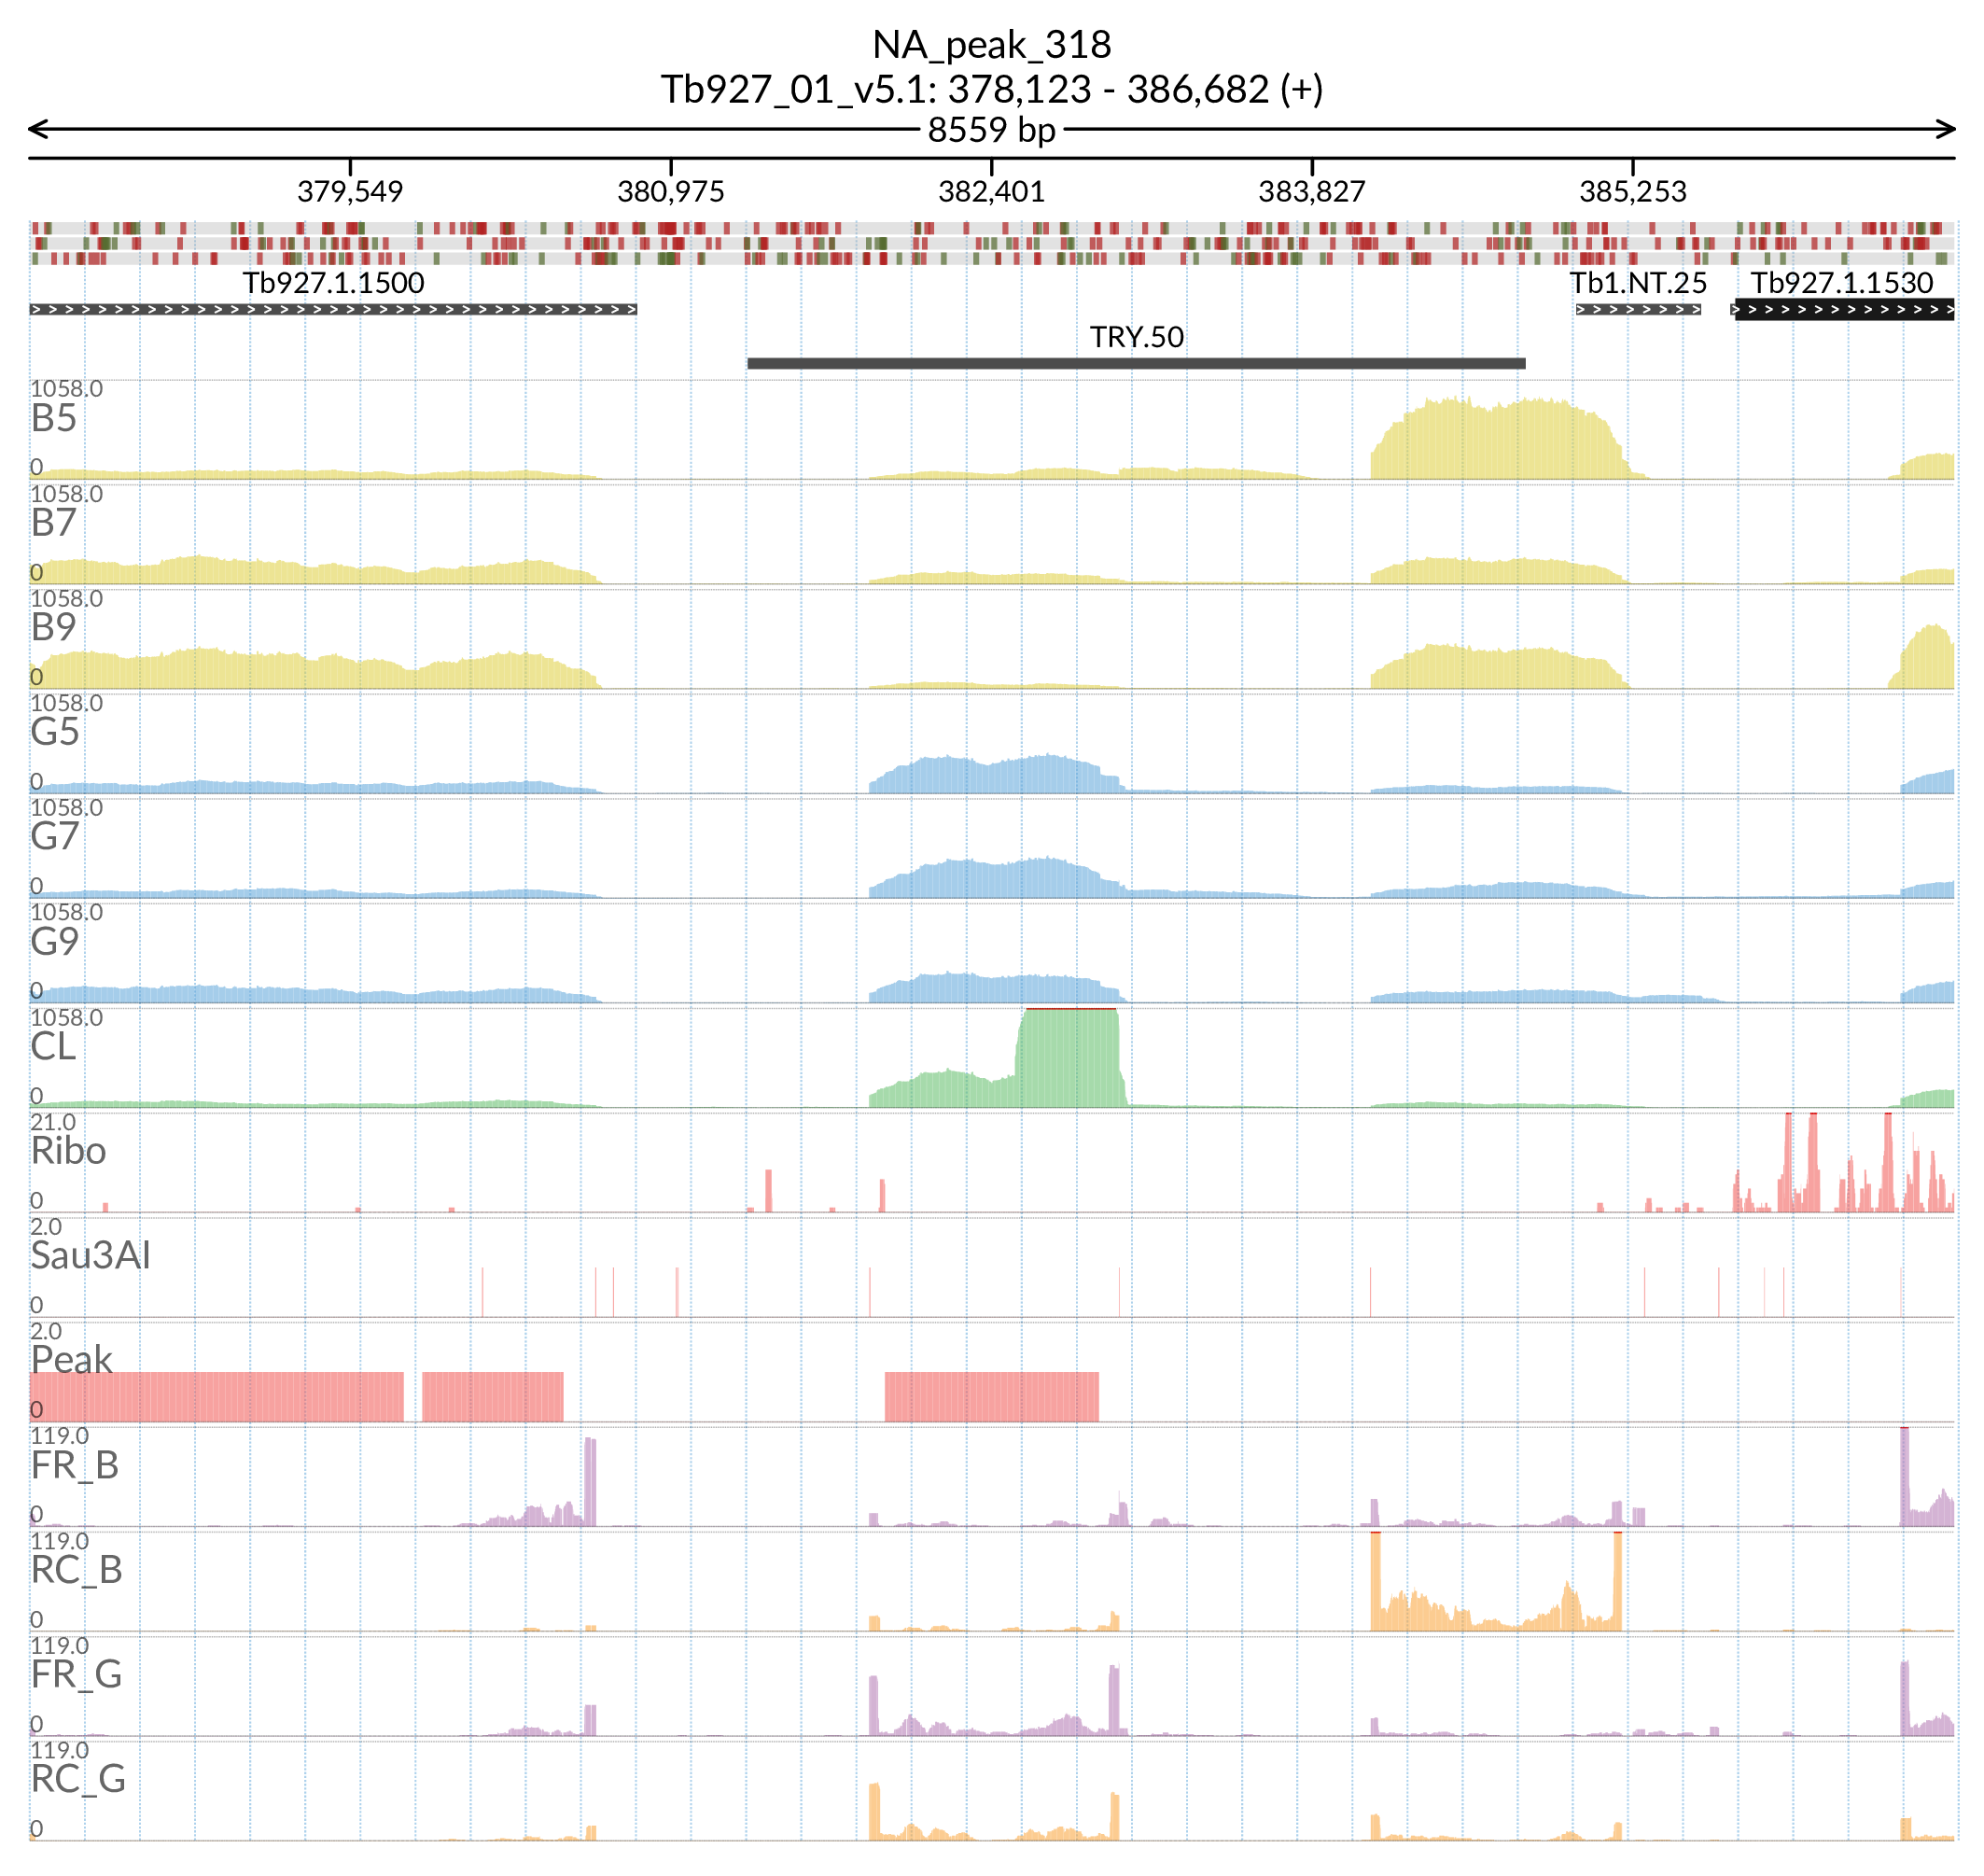 NA_peak_318
Tb927_01_v5.1: 378,123 - 386,682 (+)
8559 bp
379,549 380,975 382,401 383,827 385,253
Tb927.1.1500 Tb1.NT.25 Tb927.1.1530
TRY.50
1058.0
B5
0
1058.0
B7
0
1058.0
B9
0
1058.0
G5
0
1058.0
G7
0
1058.0
G9
0
1058.0
CL
0
21.0
Ribo
0
2.0
Sau3AI
0
2.0
Peak
0
119.0
FR_B
0
119.0
RC_B
0
119.0
FR_G
0
119.0
RC_G
0